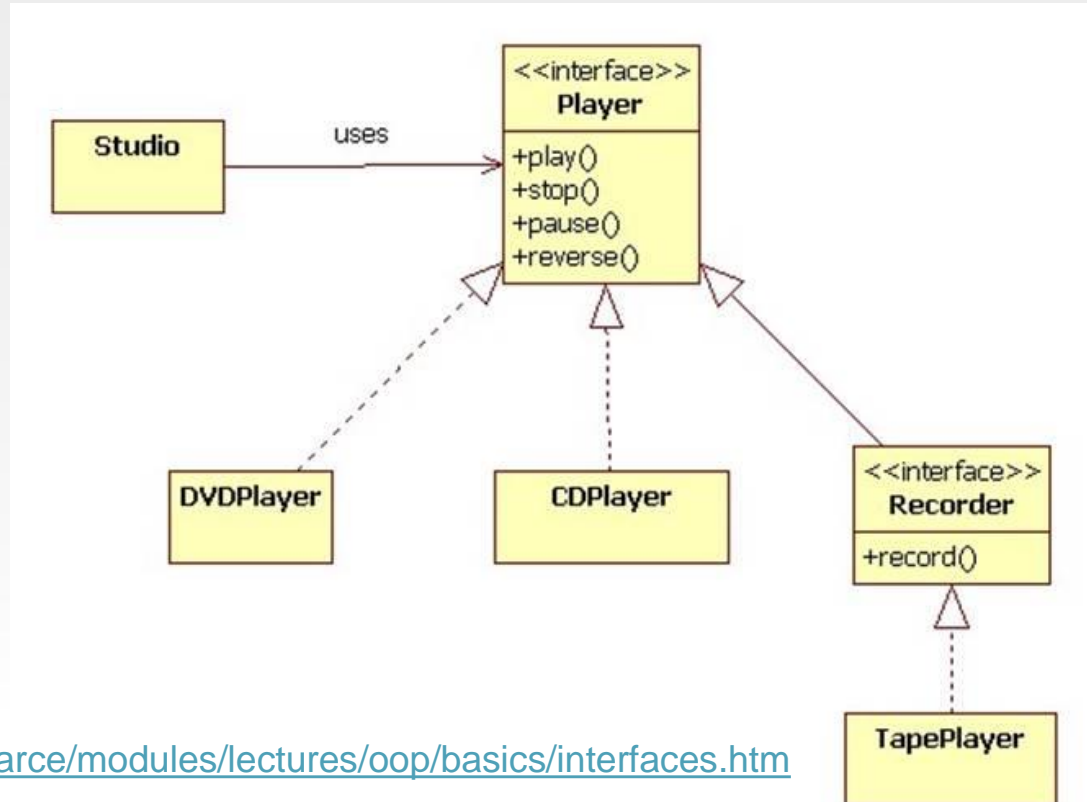 <<interface>>
Player
+play()
+stop()
+pause()
+reverse()
Studio
uses
DVDPlayer
CDPlayer
<<interface>>
Recorder
+record()
TapePlayer
arce/modules/lectures/oop/basics/interfaces.htm